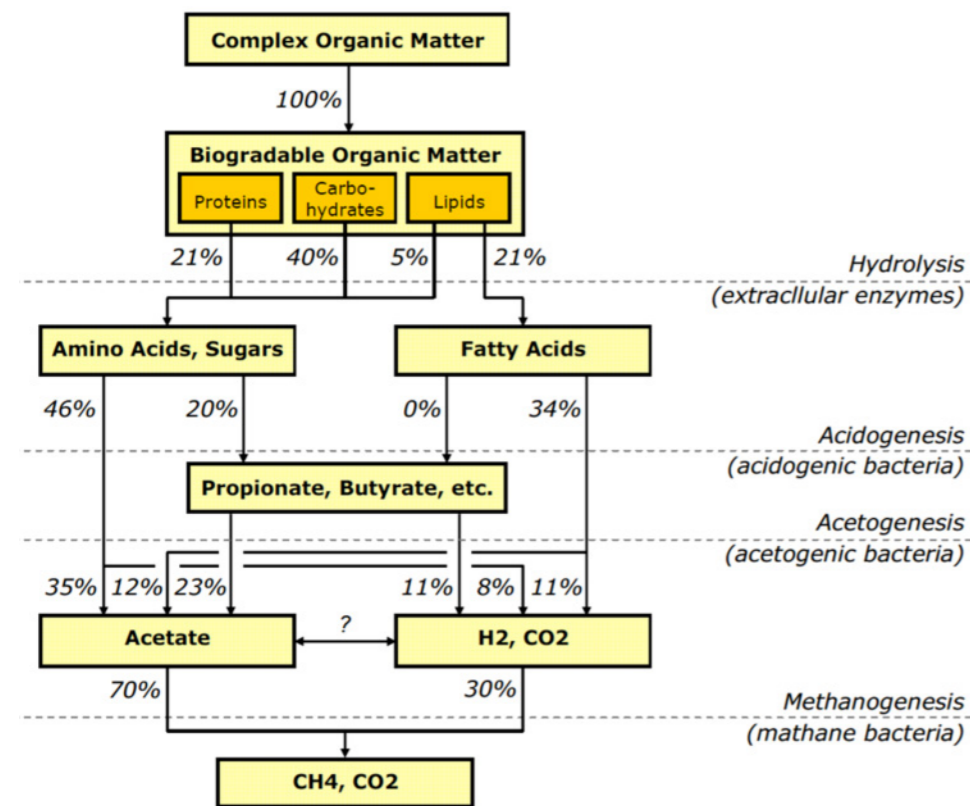 Complex Organic Matter
100%
Biogradable Organic Matter
Proteins
Carbo-
hydrates
Lipids
21%
40%
5%
21%
Hydrolysis
(extracllular enzymes)
Amino Acids, Sugars
Fatty Acids
46%
20%
0%
34%
Acidogenesis
(acidogenic bacteria)
Propionate, Butyrate, etc.
Acetogenesis
(acetogenic bacteria)
35%
12%
23%
11%
8%
11%
Acetate
?
H2, CO2
70%
30%
Methanogenesis
(mathane bacteria)
CH4, CO2